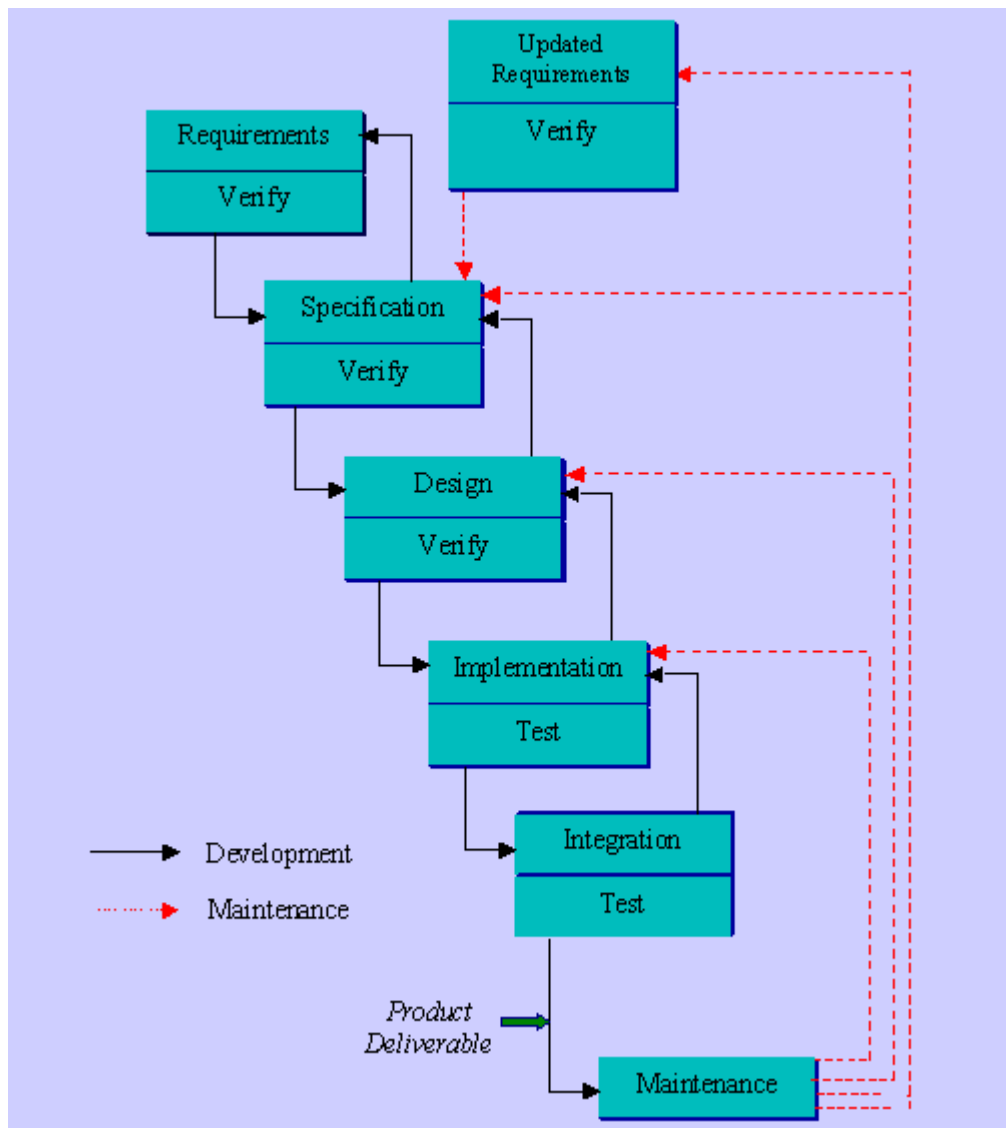 Updated
Requirements
Verify
Requirements
Verify
Specification
Verify
Design
Verify
Implementation
Test
Integration
Test
Development
Maintenance
Product
Deliverable
Maintenance